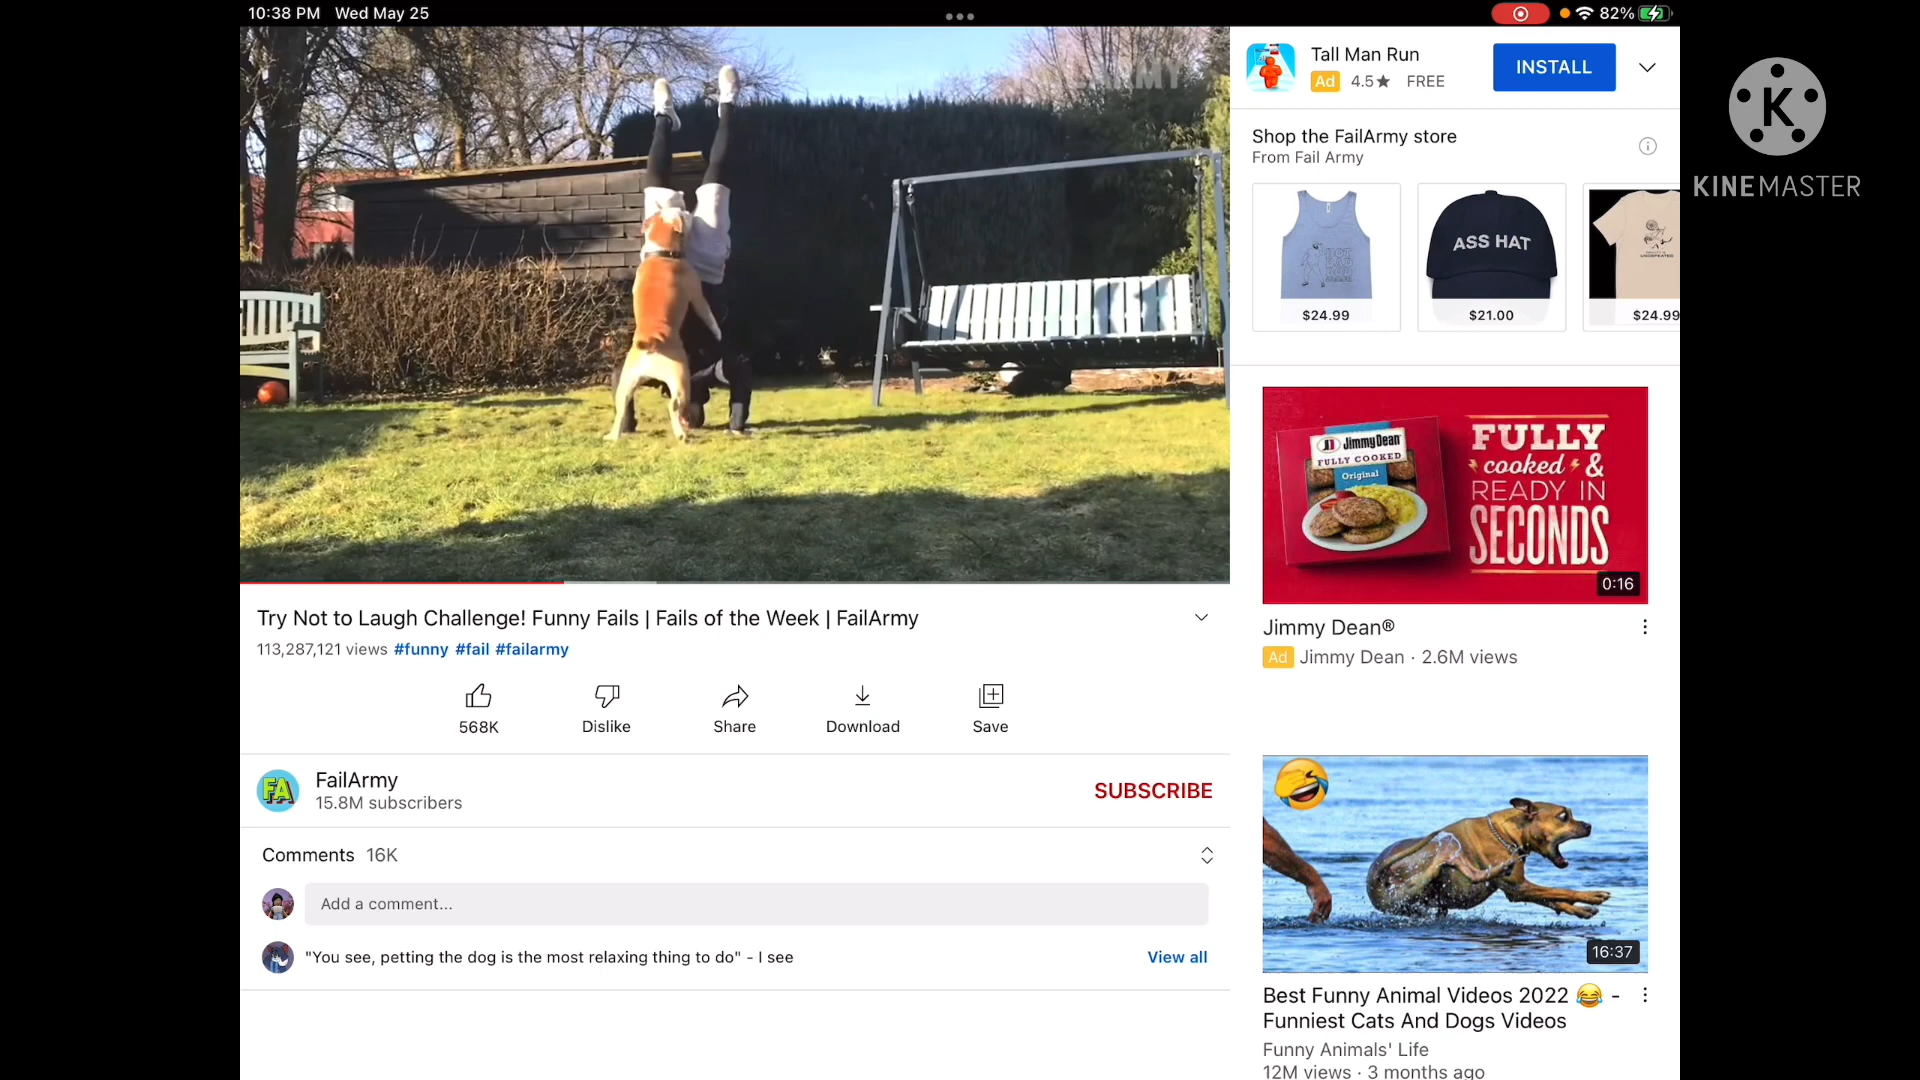 10:38 PM Wed May 25
82%
ARMY
Tall Man Run
Ad 4.5★ FREE
INSTALL
K
KINEMASTER
Shop the FailArmy store
From Fail Army
ASS HAT
$24.99
$21.00
$24.99
JimmyDean
FULLY COOKED
Original
FULLY
cooked &
READY IN
SECONDS
0:16
Jimmy Dean®
Ad Jimmy Dean · 2.6M views
Try Not to Laugh Challenge! Funny Fails | Fails of the Week | FailArmy
113,287,121 views #funny #fail #failarmy
568K
Dislike
Share
Download
Save
FA
FailArmy
15.8M subscribers
SUBSCRIBE
Comments 16K
Add a comment...
"You see, petting the dog is the most relaxing thing to do" - I see
View all
16:37
Best Funny Animal Videos 2022 😂 -
Funniest Cats And Dogs Videos
Funny Animals' Life
12M views · 3 months ago